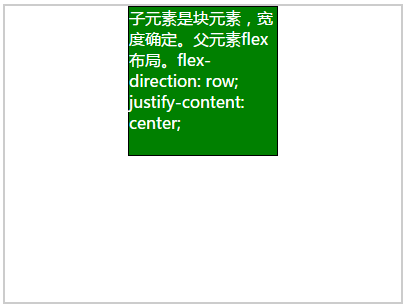 子元素是块元素，宽
度确定。父元素flex
布局。flex-
direction: row;
justify-content:
center;